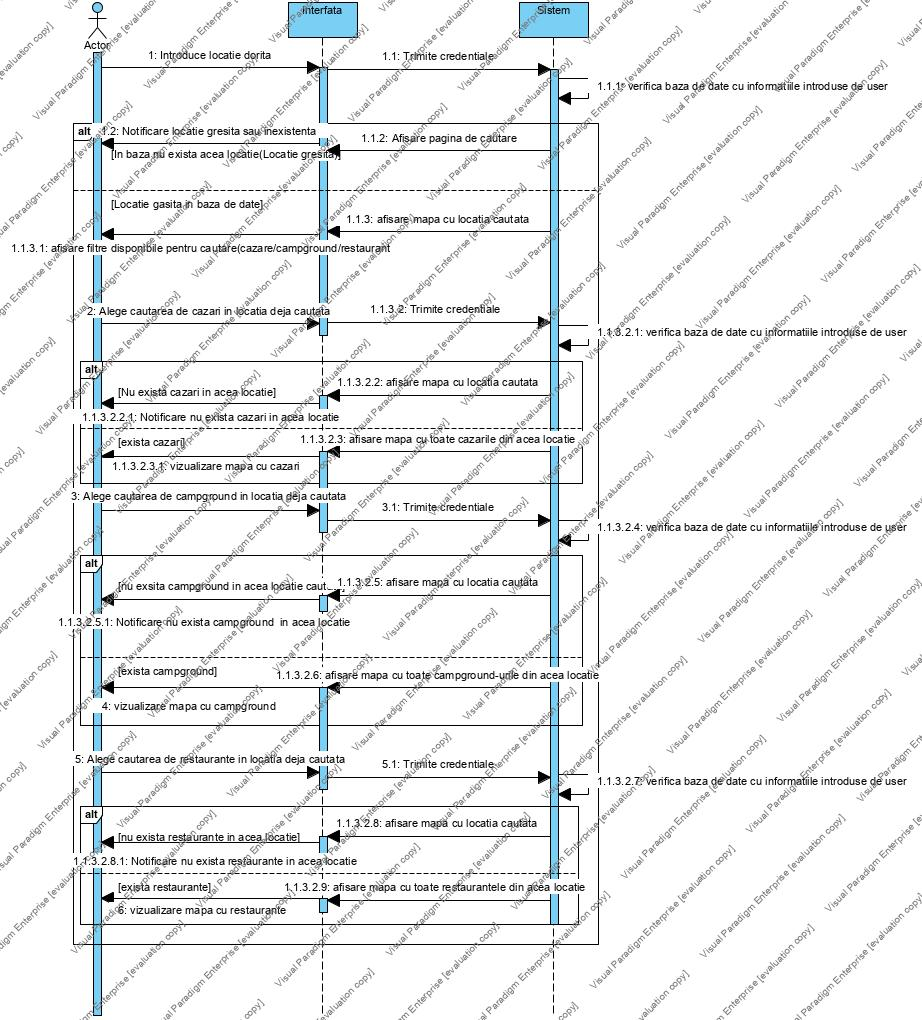 Interfata
Sistem
Actor
1: Introduce locatie dorita
1.1: Trimite credentiale
1.1.1: verifica baza de date cu informatiile introduse de user
alt
1.2: Notificare locatie gresita sau inexistenta
1.1.2: Afisare pagina de cautare
[In baza nu exista acea locatie(Locatie gresita)]
[Locatie gasita in baza de date]
1.1.3: afisare mapa cu locatia cautata
1.1.3.1: afisare filtre disponibile pentru cautare(cazare/campground/restaurant
2: Alege cautarea de cazari in locatia deja cautata
1.1.3.2: Trimite credentiale
1.1.3.2.1: verifica baza de date cu informatiile introduse de user
alt
1.1.3.2.2: afisare mapa cu locatia cautata
[Nu exista cazari in acea locatie]
1.1.3.2.2.1: Notificare nu exista cazari in acea locatie
[exista cazari]
1.1.3.2.3: afisare mapa cu toate cazarile din acea locatie
1.1.3.2.3.1: vizualizare mapa cu cazari
3: Alege cautarea de campground in locatia deja cautata
3.1: Trimite credentiale
1.1.3.2.4: verifica baza de date cu informatiile introduse de user
alt
[nu exsita campground in acea locatie caut...]
1.1.3.2.5: afisare mapa cu locatia cautata
1.1.3.2.5.1: Notificare nu exista campground in acea locatie
[exista campground]
1.1.3.2.6: afisare mapa cu toate campground-urile din acea locatie
4: vizualizare mapa cu campground
5: Alege cautarea de restaurante in locatia deja cautata
5.1: Trimite credentiale
1.1.3.2.7: verifica baza de date cu informatiile introduse de user
alt
1.1.3.2.8: afisare mapa cu locatia cautata
[nu exista restaurante in acea locatie]
1.1.3.2.8.1: Notificare nu exista restaurante in acea locatie
[exista restaurante]
1.1.3.2.9: afisare mapa cu toate restaurantele din acea locatie
6: vizualizare mapa cu restaurante
Visual Paradigm Enterprise [evaluation copy]